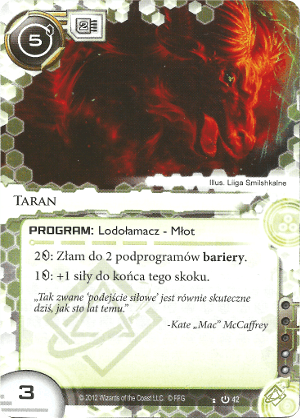 5
Illus. Liiga Smilshkalne
TARAN
PROGRAM: Lodołamacz - Młot
2: Złam do 2 podprogramów bariery.
1: +1 siły do końca tego skoku.
„Tak zwane ‘podejście siłowe’ jest równie skuteczne
dziś, jak sto lat temu.”
-Kate „Mac” McCaffrey
3
© 2012 Wizards of the Coast LLC. © FFG
42